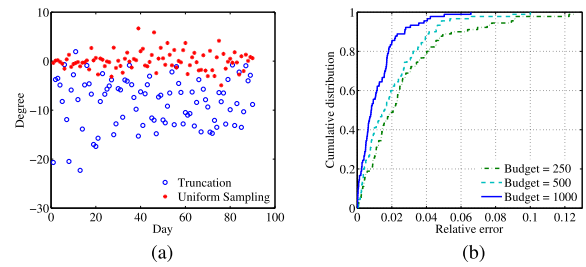 10
0
−10
−20
−30
0 20 40 60 80 100
Degree
Day
Truncation
Uniform Sampling
(a)
1
0.8
0.6
0.4
0.2
0
0 0.02 0.04 0.06 0.08 0.1 0.12
Cumulative distribution
Relative error
Budget = 250
Budget = 500
Budget = 1000
(b)